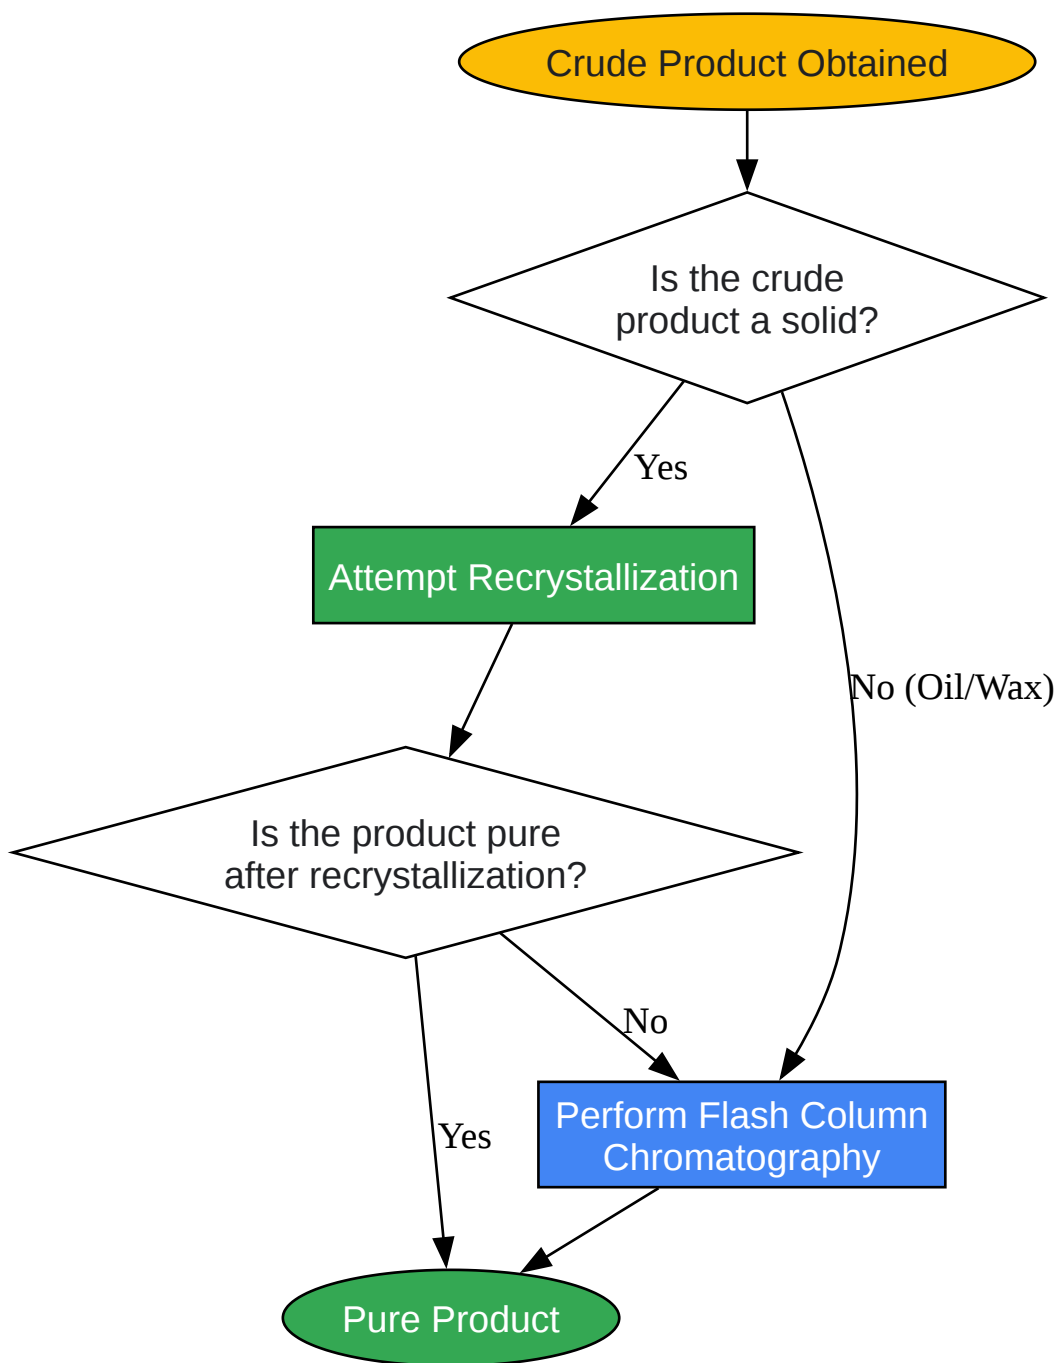 Crude Product Obtained
Is the crude
product a solid?
Yes
Attempt Recrystallization
No (Oil/Wax)
Is the product pure
after recrystallization?
No
Yes
Perform Flash Column
Chromatography
Pure Product